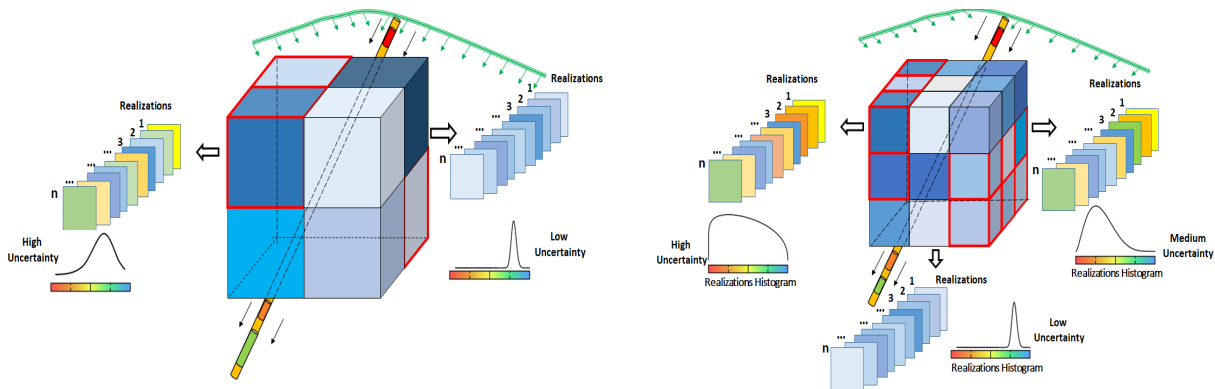 Realizations
1
2
3
...
...
n
High
Uncertainty
Realizations
1
2
3
...
...
n
Low
Uncertainty
Realizations
1
2
3
...
...
n
High
Uncertainty
Realizations Histogram
Realizations
1
2
3
...
...
n
Medium
Uncertainty
Realizations Histogram
Realizations
1
2
3
...
...
n
Low
Uncertainty
Realizations Histogram